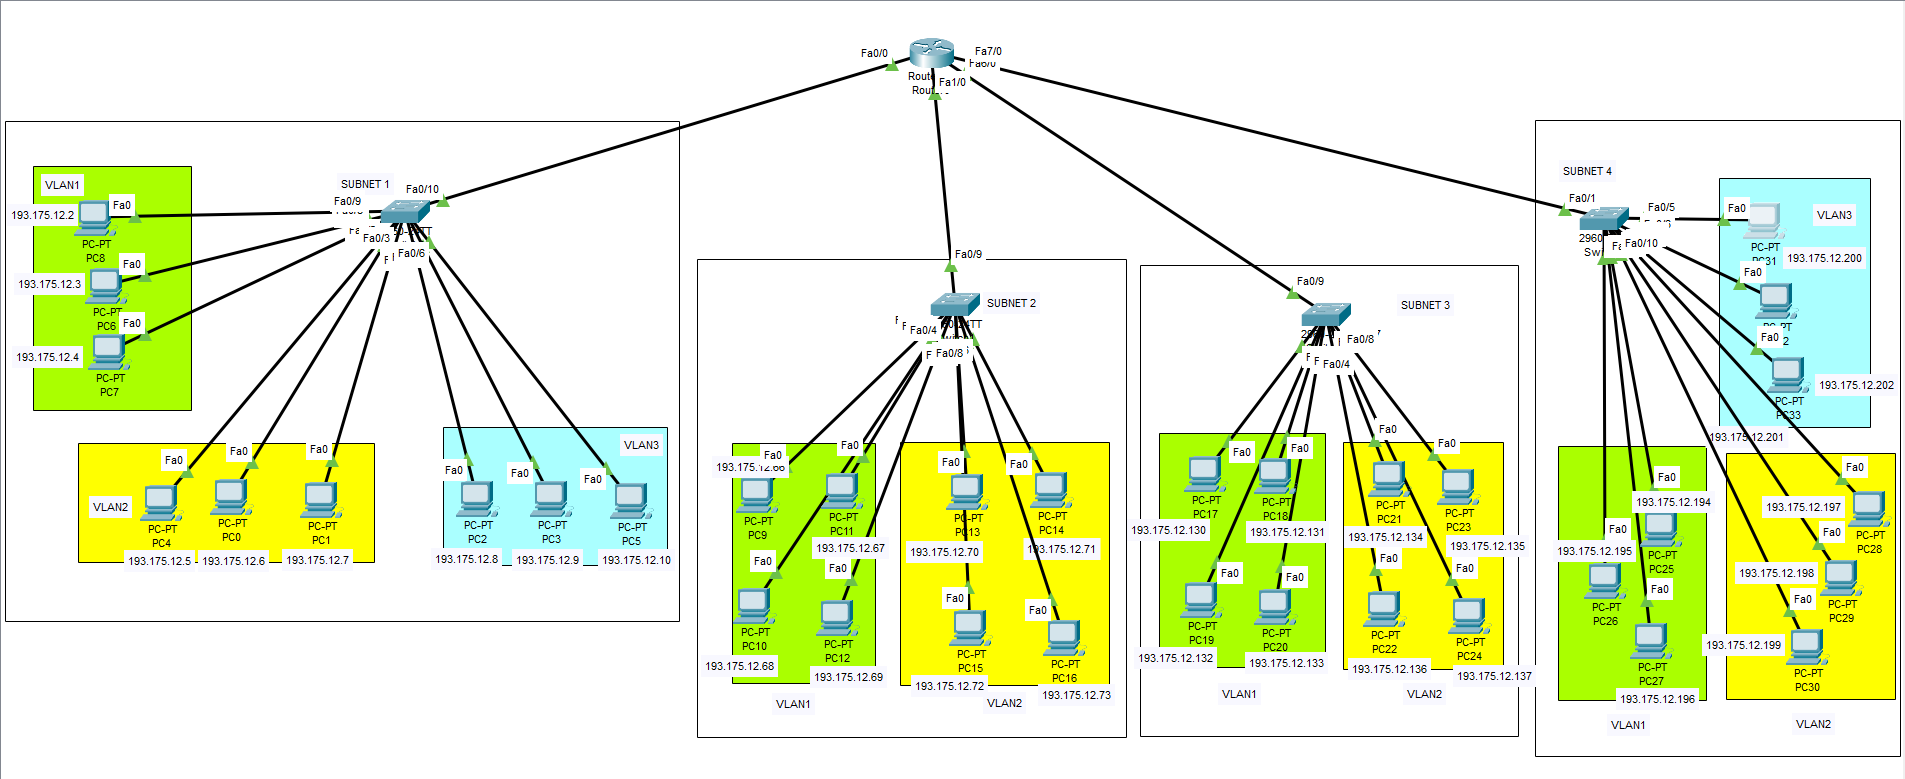 Fa0/0
Fa7/0
Fa6/0
Fa1/0
SUBNET 1
Fa0/10
Fa0/9
Fa0/3
Fa0/6
VLAN1
193.175.12.2
Fa0
PC-PT
PC8
193.175.12.3
Fa0
PC-PT
PC6
193.175.12.4
Fa0
PC-PT
PC7
VLAN2
Fa0
PC-PT
PC4
193.175.12.5
Fa0
PC-PT
PC0
193.175.12.6
Fa0
PC-PT
PC1
193.175.12.7
VLAN3
Fa0
PC-PT
PC2
193.175.12.8
Fa0
PC-PT
PC3
193.175.12.9
Fa0
PC-PT
PC5
193.175.12.10
SUBNET 2
Fa0/9
Fa0/4
Fa0/8
193.175.12.66
Fa0
PC-PT
PC9
Fa0
PC-PT
PC11
193.175.12.67
Fa0
PC-PT
PC10
193.175.12.68
Fa0
PC-PT
PC12
193.175.12.69
VLAN1
Fa0
PC-PT
PC13
193.175.12.70
Fa0
PC-PT
PC14
193.175.12.71
Fa0
PC-PT
PC15
193.175.12.72
Fa0
PC-PT
PC16
193.175.12.73
VLAN2
SUBNET 3
Fa0/9
Fa0/8
Fa0/4
Fa0
PC-PT
PC17
193.175.12.130
Fa0
PC-PT
PC18
193.175.12.131
Fa0
PC-PT
PC19
193.175.12.132
Fa0
PC-PT
PC20
193.175.12.133
VLAN1
Fa0
PC-PT
PC21
193.175.12.134
Fa0
PC-PT
PC23
193.175.12.135
Fa0
PC-PT
PC22
193.175.12.136
Fa0
PC-PT
PC24
193.175.12.137
VLAN2
SUBNET 4
Fa0/1
Fa0/5
Fa0/10
2960
VLAN3
Fa0
PC-PT
PC31
193.175.12.200
Fa0
PC-PT
Fa0
PC-PT
PC33
193.175.12.202
193.175.12.201
Fa0
193.175.12.194
PC-PT
PC25
Fa0
193.175.12.195
PC-PT
PC26
Fa0
PC-PT
PC27
193.175.12.196
VLAN1
Fa0
193.175.12.197
PC-PT
PC28
Fa0
193.175.12.198
PC-PT
PC29
Fa0
193.175.12.199
PC-PT
PC30
VLAN2